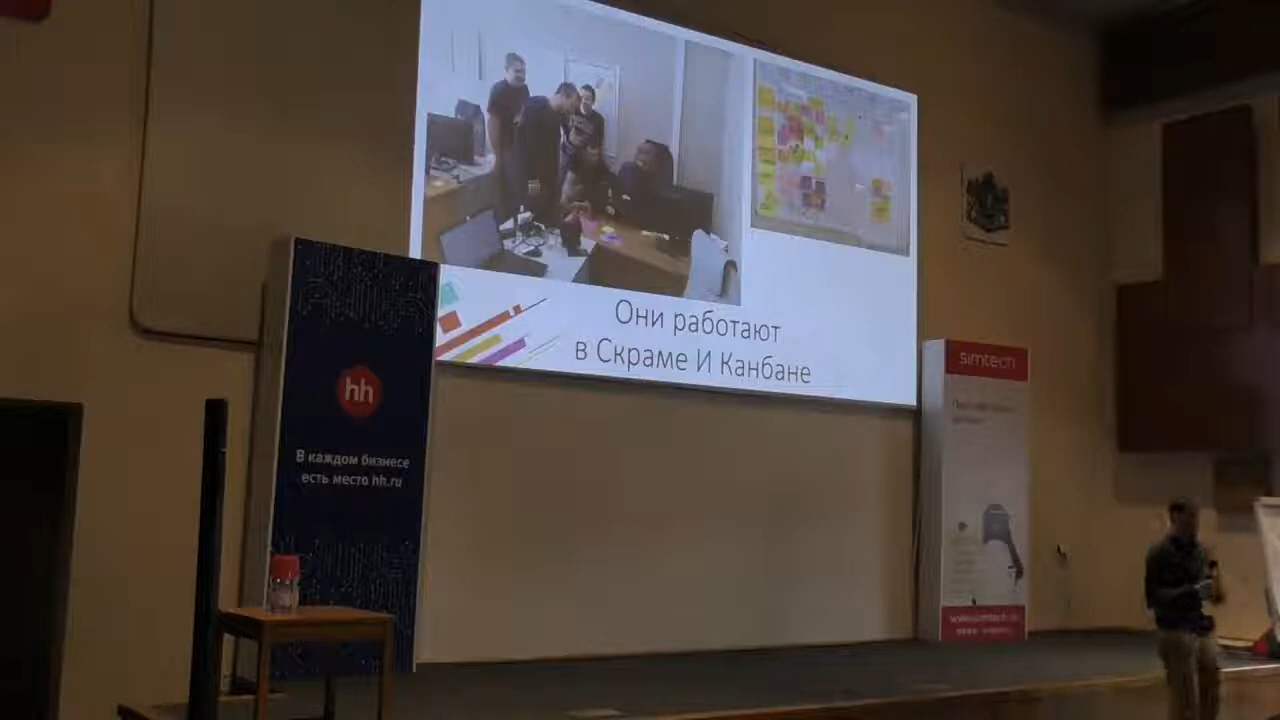 Они работают
в Скраме И Канбане
hh
В каждом бизнесе
есть место hh.ru
simtech